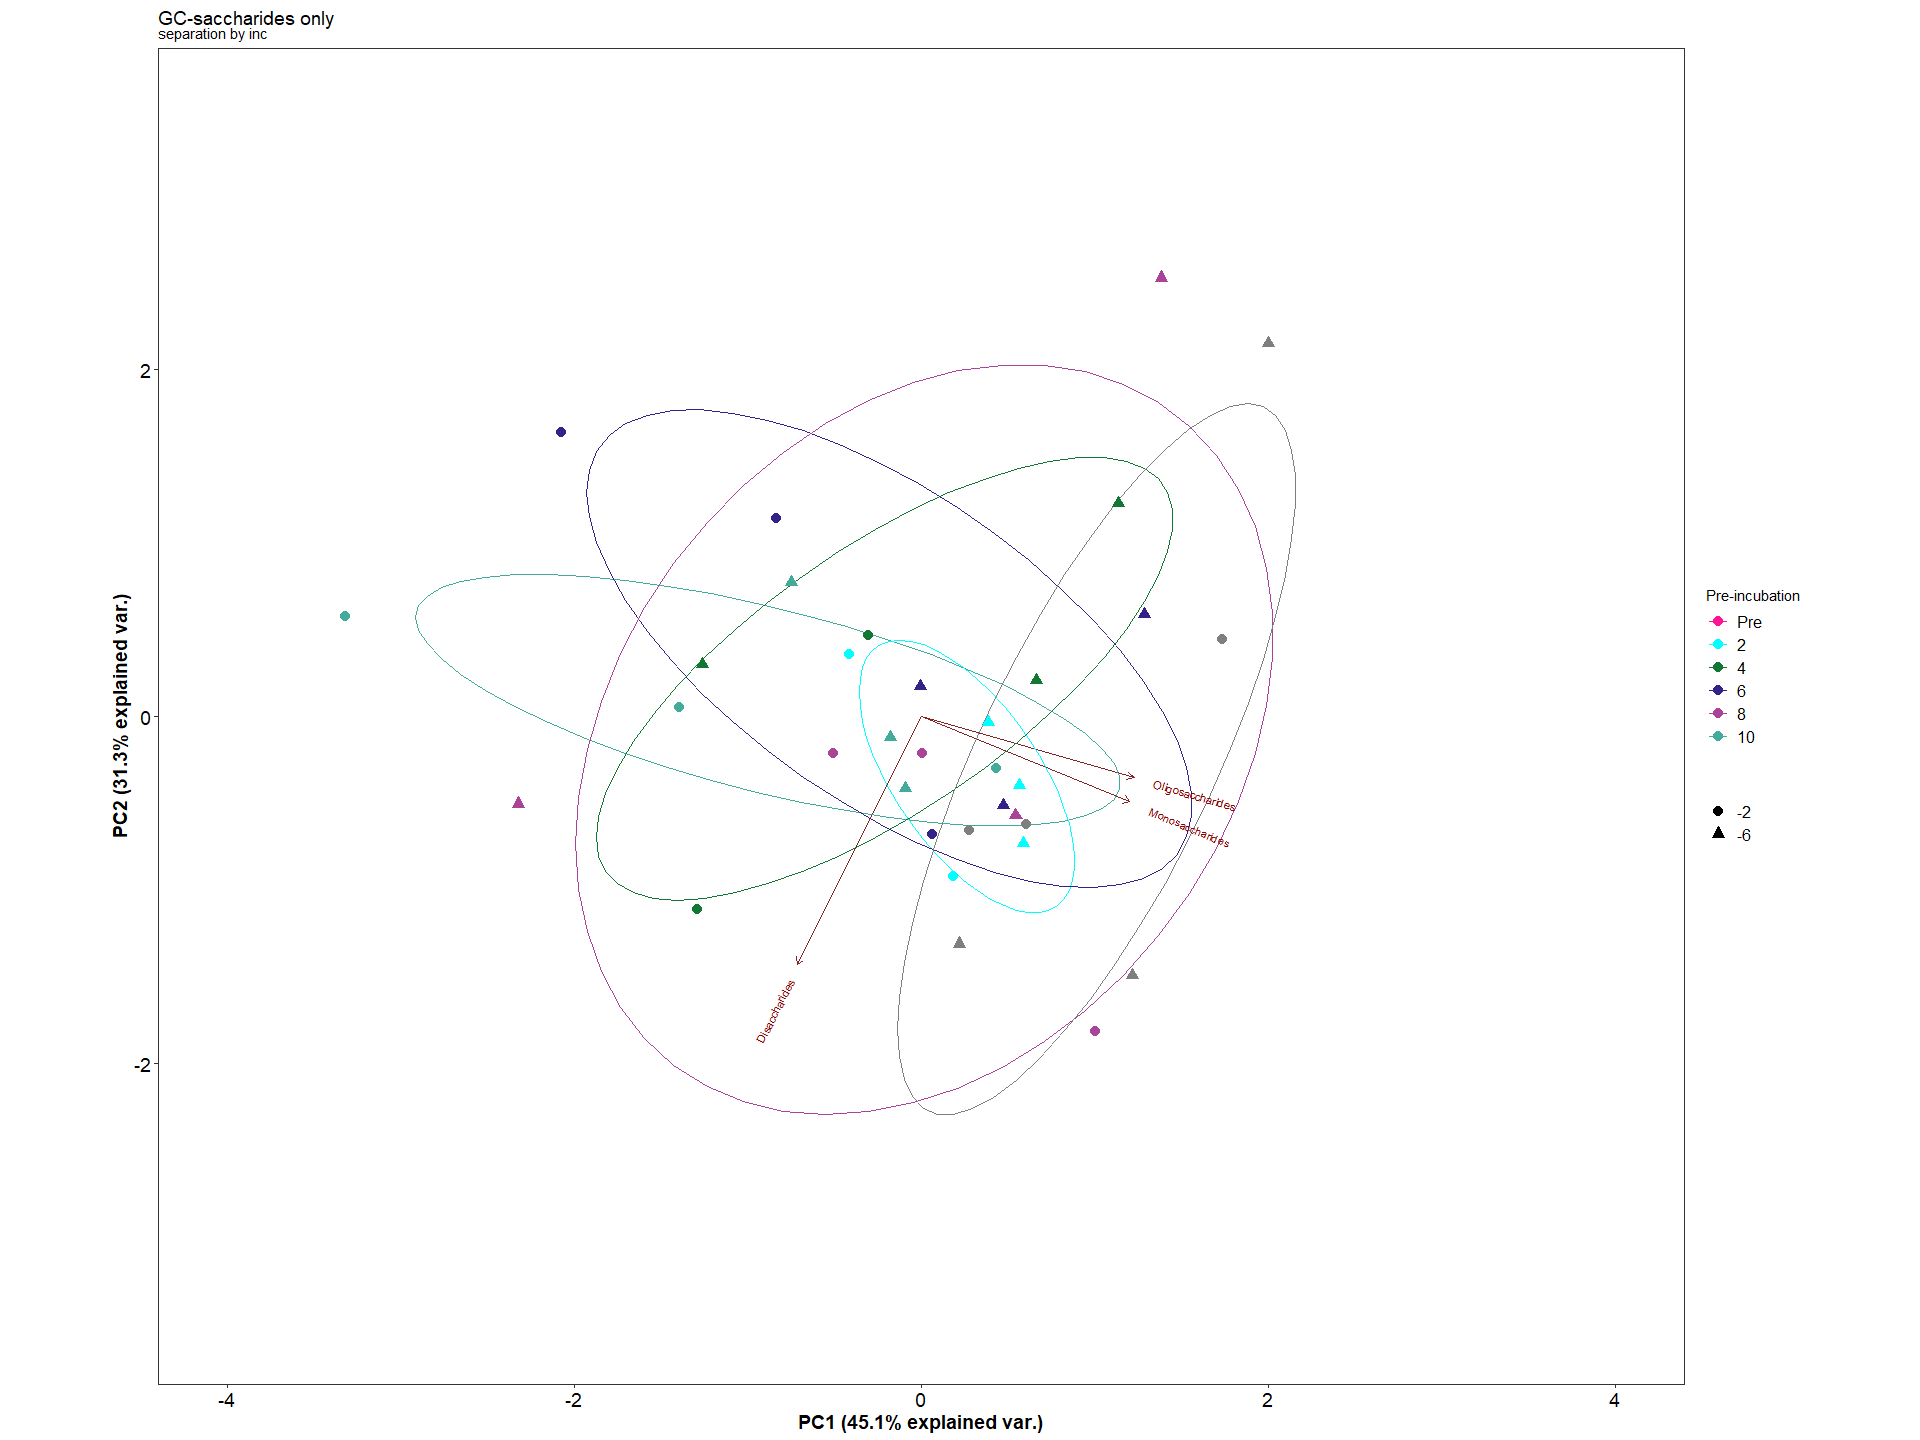 GC-saccharides only
separation by inc
PC2 (31.3% explained var.)
2
0
-2
-4
-2
0
2
4
PC1 (45.1% explained var.)
Oligosaccharides
Monosaccharides
Disaccharides
Pre-incubation
Pre
2
4
6
8
10
-2
-6